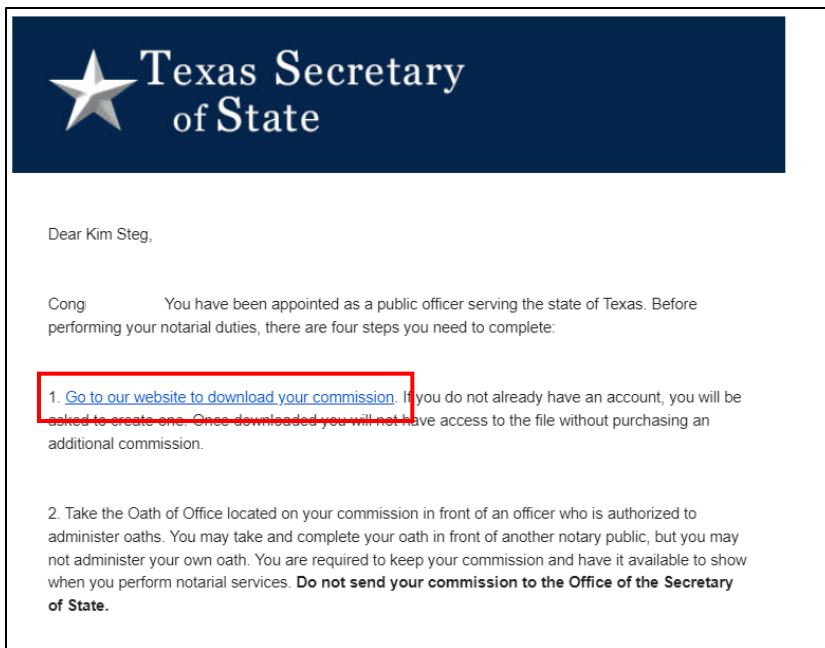 Texas Secretary
of State
Dear Kim Steg,
Cong You have been appointed as a public officer serving the state of Texas. Before
performing your notarial duties, there are four steps you need to complete:
1. Go to our website to download your commission. If you do not already have an account, you will be
asked to create one. Once downloaded you will not have access to the file without purchasing an
additional commission.
2. Take the Oath of Office located on your commission in front of an officer who is authorized to
administer oaths. You may take and complete your oath in front of another notary public, but you may
not administer your own oath. You are required to keep your commission and have it available to show
when you perform notarial services. Do not send your commission to the Office of the Secretary
of State.